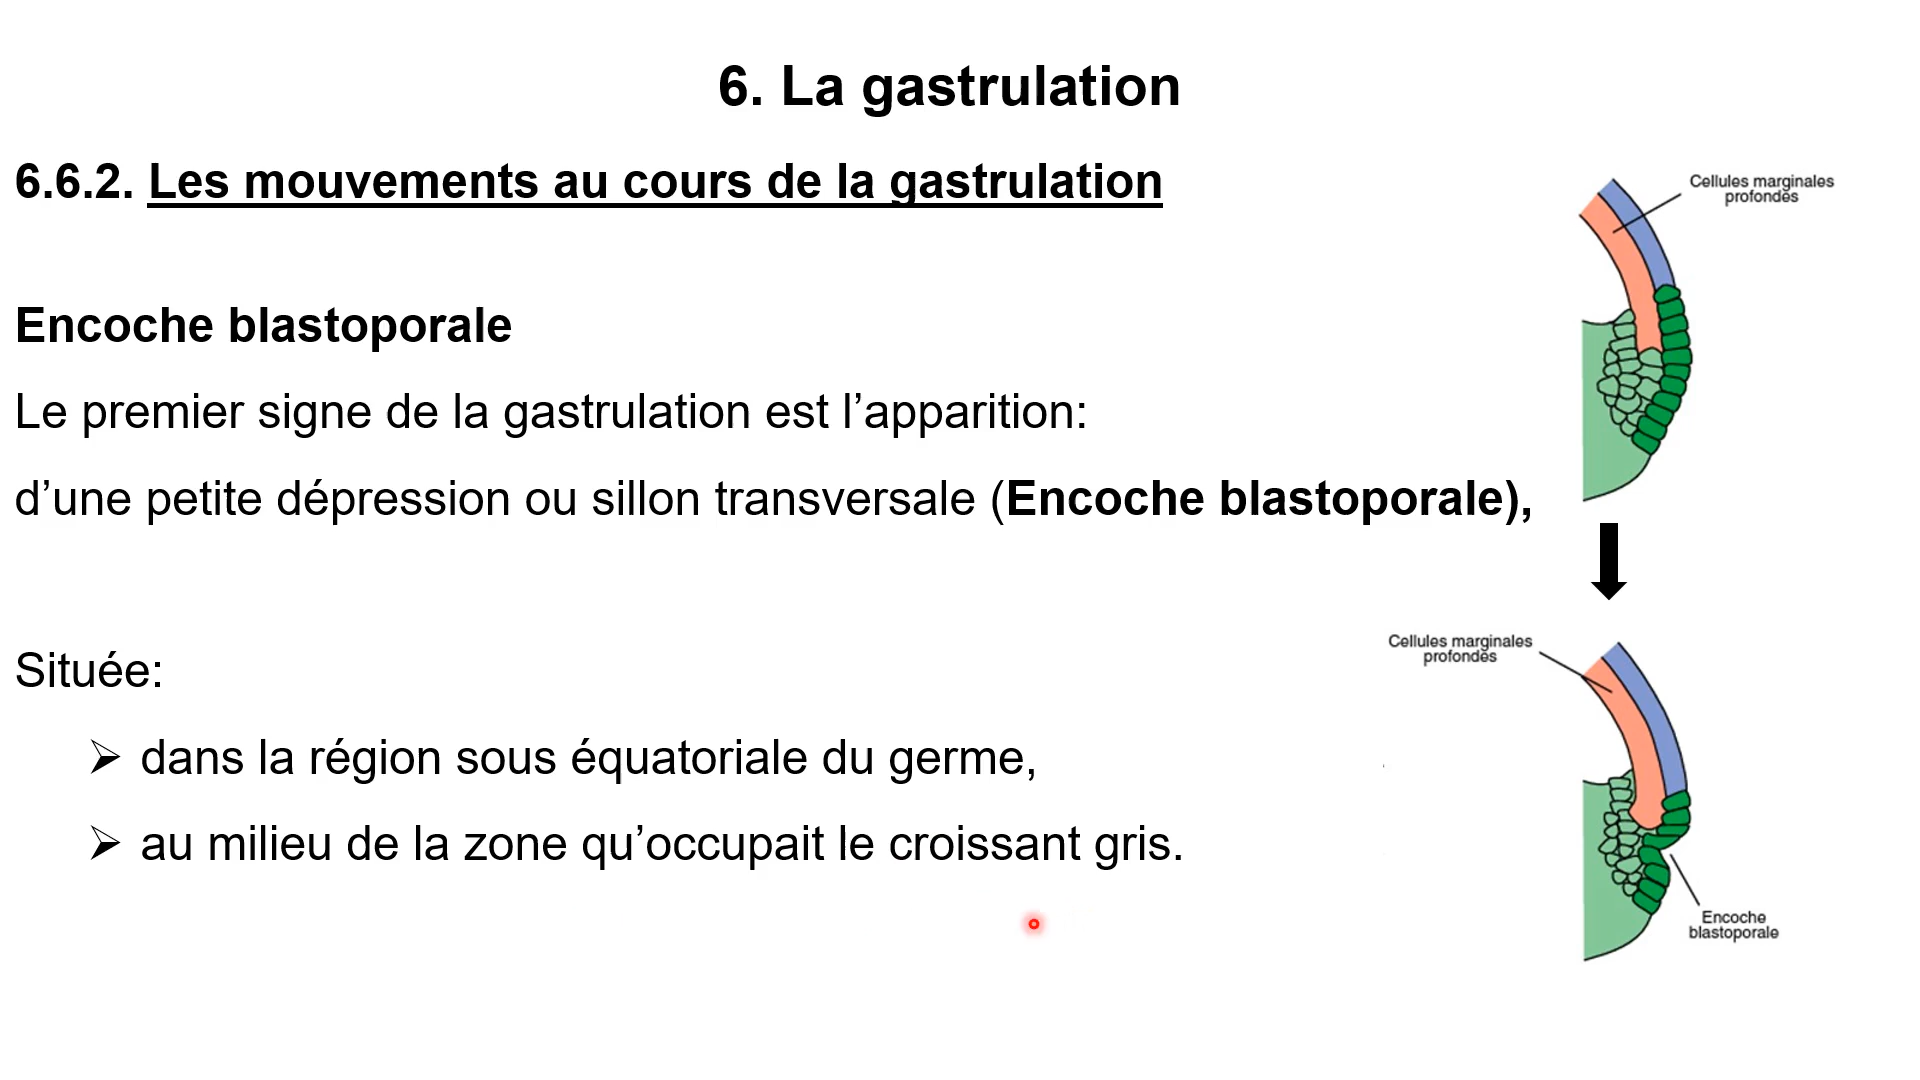 6. La gastrulation
6.6.2. Les mouvements au cours de la gastrulation
Encoche blastoporale
Le premier signe de la gastrulation est l’apparition:
d’une petite dépression ou sillon transversale (Encoche blastoporale),
Située:
➢ dans la région sous équatoriale du germe,
➢ au milieu de la zone qu’occupait le croissant gris.
Cellules marginales
profondes
Cellules marginales
profondes
Encoche
blastoporale